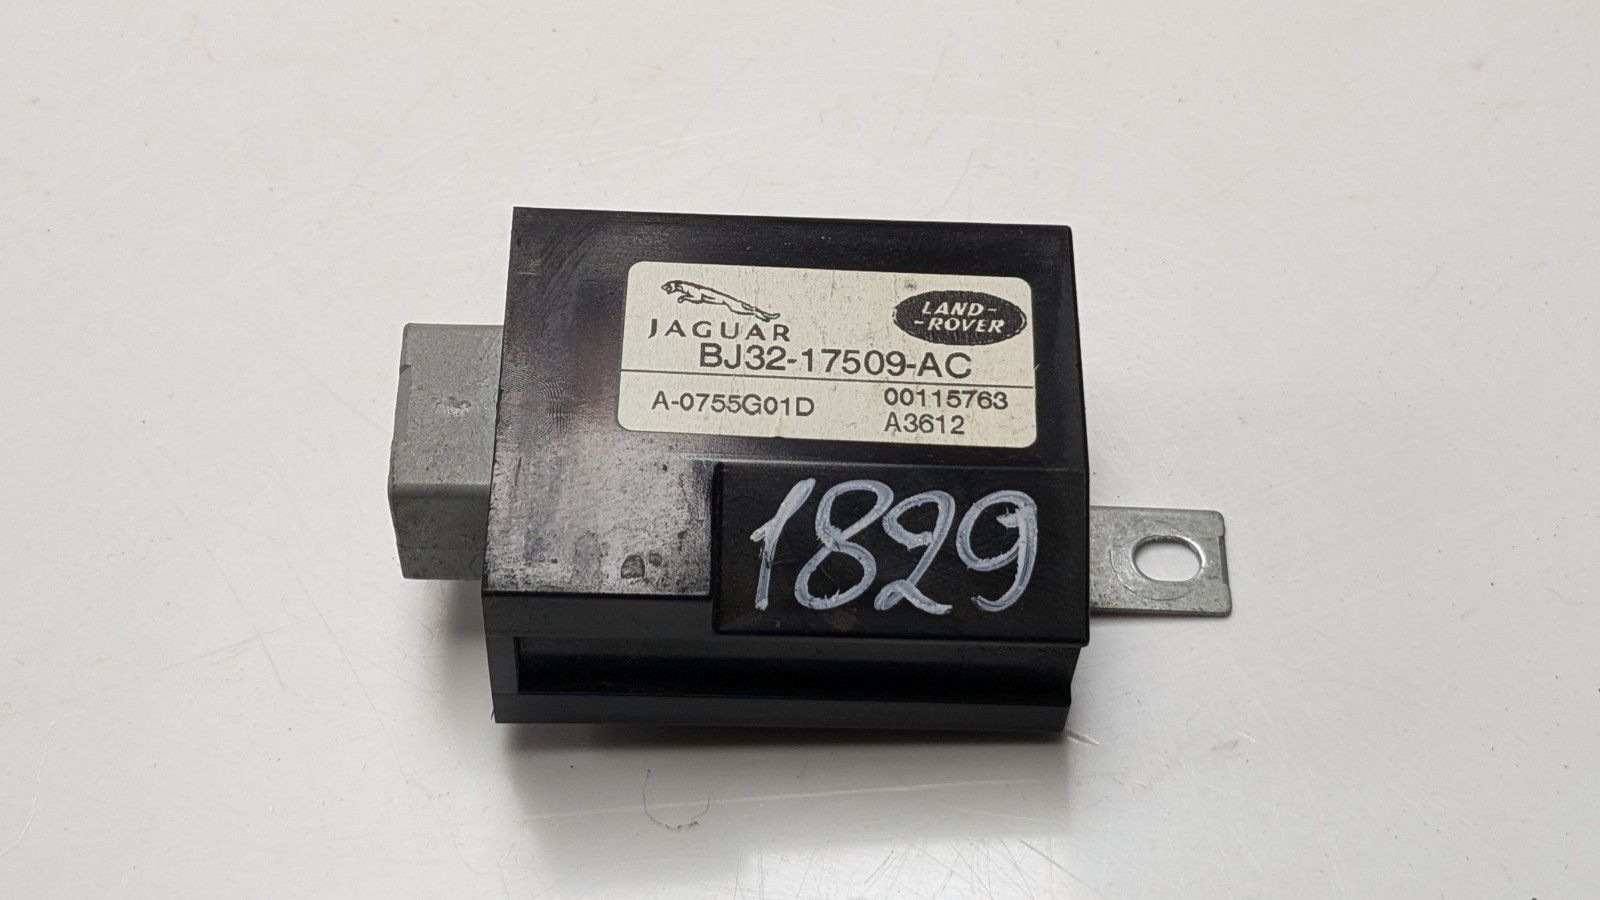 JAGUAR
LAND-
-ROVER
BJ32-17509-AC
A-0755G01D
00115763
A3612
1829